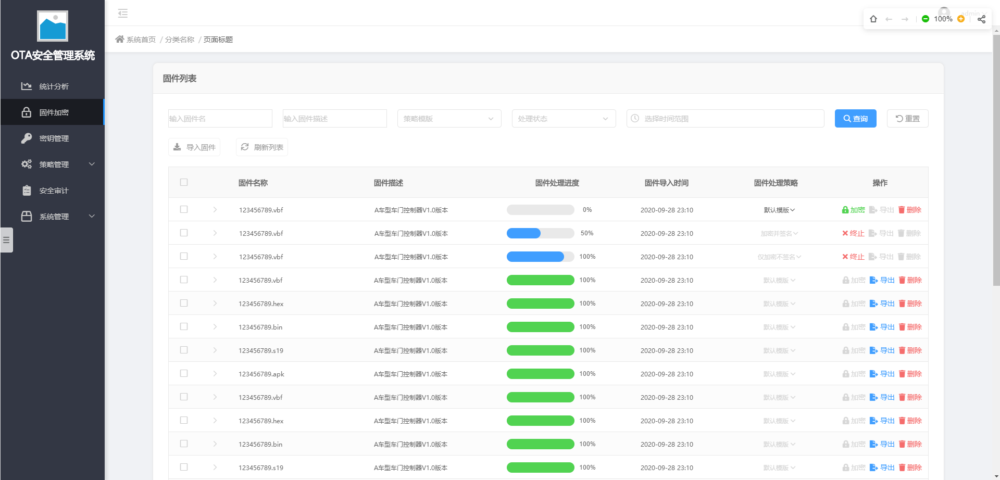 admin
100%
系统首页 / 分类名称 / 页面标题
OTA安全管理系统
统计分析
固件加密
密钥管理
策略管理
安全审计
系统管理
固件列表
输入固件名 输入固件描述 策略模版 处理状态 选择时间范围 查询 重置
导入固件 刷新列表
固件名称 固件描述 固件处理进度 固件导入时间 固件处理策略 操作
123456789.vbf A车型车门控制器V1.0版本 0% 2020-09-28 23:10 默认模版 加密 导出 删除
123456789.vbf A车型车门控制器V1.0版本 50% 2020-09-28 23:10 加密并签名 终止 导出 删除
123456789.vbf A车型车门控制器V1.0版本 100% 2020-09-28 23:10 仅加密不签名 终止 导出 删除
123456789.vbf A车型车门控制器V1.0版本 100% 2020-09-28 23:10 默认模版 加密 导出 删除
123456789.hex A车型车门控制器V1.0版本 100% 2020-09-28 23:10 默认模版 加密 导出 删除
123456789.bin A车型车门控制器V1.0版本 100% 2020-09-28 23:10 默认模版 加密 导出 删除
123456789.s19 A车型车门控制器V1.0版本 100% 2020-09-28 23:10 默认模版 加密 导出 删除
123456789.apk A车型车门控制器V1.0版本 100% 2020-09-28 23:10 默认模版 加密 导出 删除
123456789.vbf A车型车门控制器V1.0版本 100% 2020-09-28 23:10 默认模版 加密 导出 删除
123456789.hex A车型车门控制器V1.0版本 100% 2020-09-28 23:10 默认模版 加密 导出 删除
123456789.bin A车型车门控制器V1.0版本 100% 2020-09-28 23:10 默认模版 加密 导出 删除
123456789.s19 A车型车门控制器V1.0版本 100% 2020-09-28 23:10 默认模版 加密 导出 删除